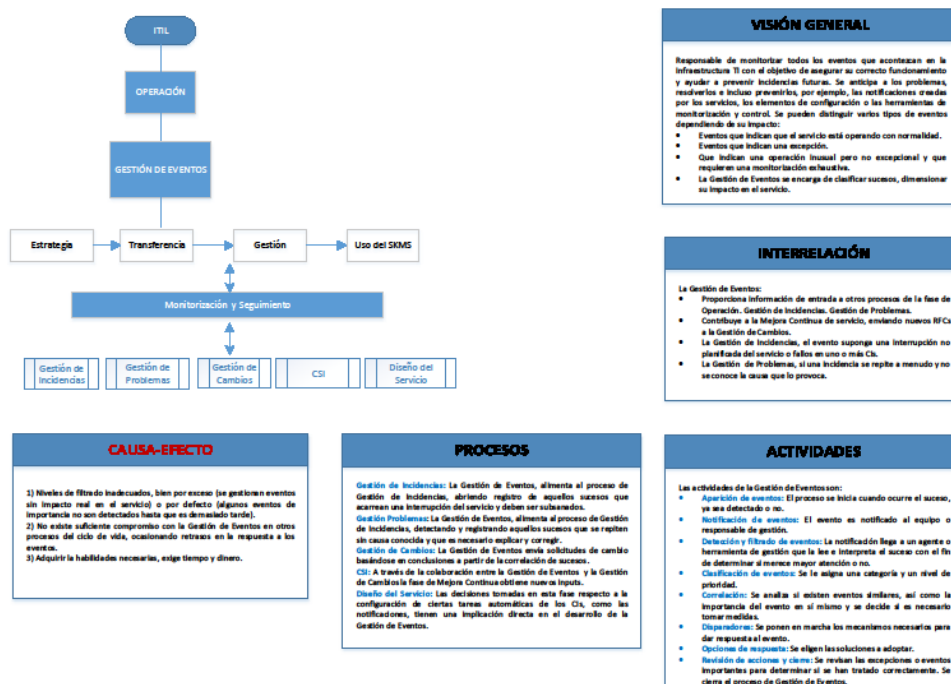 ITIL
OPERACIÓN
GESTIÓN DE EVENTOS
Estrategia
Transferencia
Gestión
Uso del SKMS
Monitorización y Seguimiento
Gestión de
Incidencias
Gestión de
Problemas
Gestión de
Cambios
CSI
Diseño del
Servicio
VISIÓN GENERAL
Responsable de monitorizar todos los eventos que acontezcan en la
infraestructura TI con el objetivo de asegurar su correcto funcionamiento
y ayudar a prevenir incidencias futuras. Se anticipa a los problemas,
resolverlos e incluso prevenirlos, por ejemplo, las notificaciones creadas
por los servicios, los elementos de configuración o las herramientas de
monitorización y control. Se pueden distinguir varios tipos de eventos
dependiendo de su impacto:
• Eventos que indican que el servicio está operando con normalidad.
• Eventos que indican una excepción.
• Que indican una operación inusual pero no excepcional y que
requieren una monitorización exhaustiva.
• La Gestión de Eventos se encarga de clasificar sucesos, dimensionar
su impacto en el servicio.
INTERRELACIÓN
La Gestión de Eventos:
• Proporciona información de entrada a otros procesos de la fase de
Operación. Gestión de Incidencias. Gestión de Problemas.
• Contribuye a la Mejora Continua de servicio, enviando nuevos RFCs
a la Gestión de Cambios.
• La Gestión de Incidencias, el evento suponga una interrupción no
planificada del servicio o fallos en uno o más CIs.
• La Gestión de Problemas, si una incidencia se repite a menudo y no
se conoce la causa que lo provoca.
CAUSA-EFECTO
1) Niveles de filtrado inadecuados, bien por exceso (se gestionan eventos
sin impacto real en el servicio) o por defecto (algunos eventos de
importancia no son detectados hasta que es demasiado tarde).
2) No existe suficiente compromiso con la Gestión de Eventos en otros
procesos del ciclo de vida, ocasionando retrasos en la respuesta a los
eventos.
3) Adquirir la habilidades necesarias, exige tiempo y dinero.
PROCESOS
Gestión de Incidencias: La Gestión de Eventos, alimenta al proceso de
Gestión de Incidencias, abriendo registro de aquellos sucesos que
acarrean una interrupción del servicio y deben ser subsanados.
Gestión Problemas: La Gestión de Eventos, alimenta al proceso de Gestión
de Incidencias, detectando y registrando aquellos sucesos que se repiten
sin causa conocida y que es necesario explicar y corregir.
Gestión de Cambios: La Gestión de Eventos envía solicitudes de cambio
basándose en conclusiones a partir de la correlación de sucesos.
CSI: A través de la colaboración entre la Gestión de Eventos y la Gestión
de Cambios la fase de Mejora Continua obtiene nuevos inputs.
Diseño del Servicio: Las decisiones tomadas en esta fase respecto a la
configuración de ciertas tareas automáticas de los CIs, como las
notificaciones, tienen una implicación directa en el desarrollo de la
Gestión de Eventos.
ACTIVIDADES
Las actividades de la Gestión de Eventos son:
• Aparición de eventos: El proceso se inicia cuando ocurre el suceso,
ya sea detectado o no.
• Notificación de eventos: El evento es notificado al equipo o
responsable de gestión.
• Detección y filtrado de eventos: La notificación llega a un agente o
herramienta de gestión que la lee e interpreta el suceso con el fin
de determinar si merece mayor atención o no.
• Clasificación de eventos: Se le asigna una categoría y un nivel de
prioridad.
• Correlación: Se analiza si existen eventos similares, así como la
importancia del evento en sí mismo y se decide si es necesario
tomar medidas.
• Disparadores: Se ponen en marcha los mecanismos necesarios para
dar respuesta al evento.
• Opciones de respuesta: Se eligen las soluciones a adoptar.
• Revisión de acciones y cierre: Se revisan las excepciones o eventos
importantes para determinar si se han tratado correctamente. Se
cierra el proceso de Gestión de Eventos.